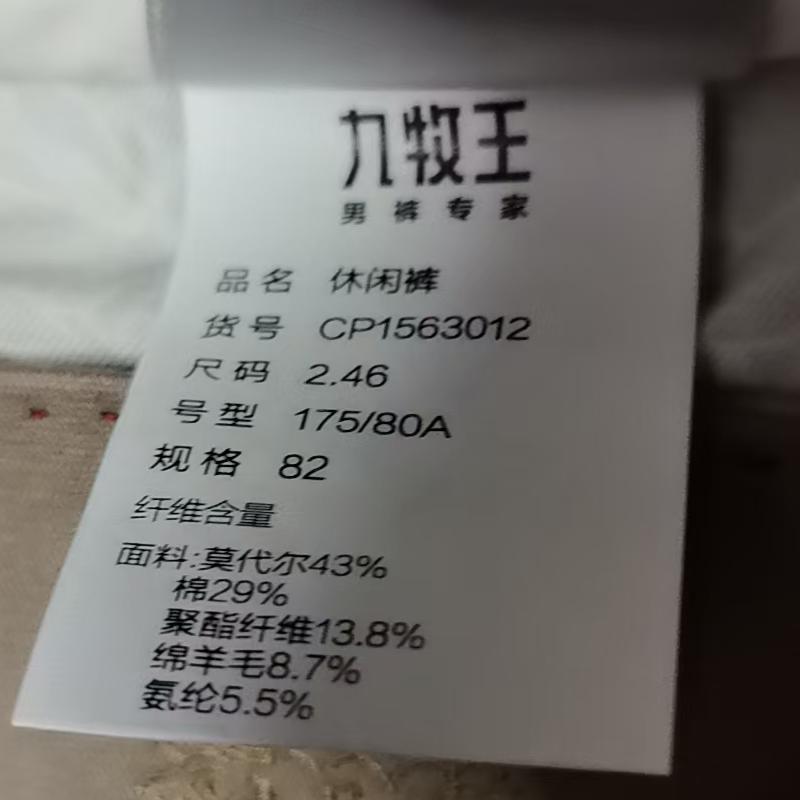 九牧王
男裤专家
品名 休闲裤
货号 CP1563012
尺码 2.46
号型 175/80A
规格 82
纤维含量
面料:莫代尔43%
棉29%
聚酯纤维13.8%
绵羊毛8.7%
氨纶5.5%